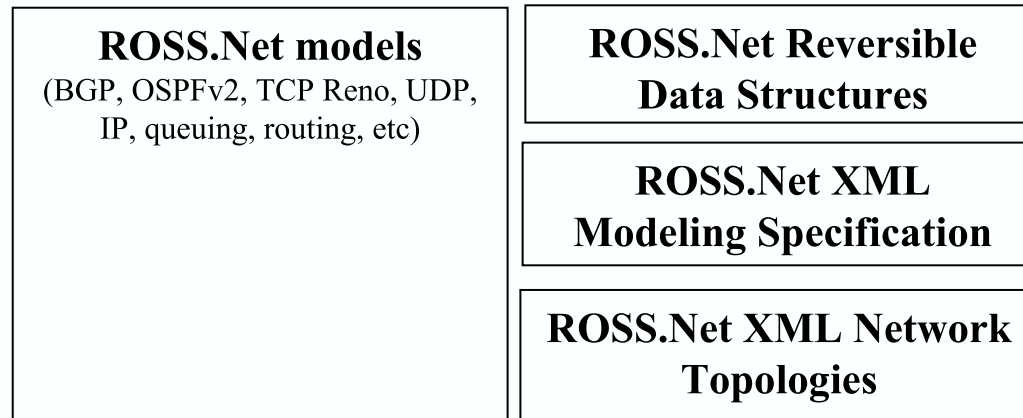 ROSS.Net models
(BGP, OSPFv2, TCP Reno, UDP,
IP, queuing, routing, etc)
ROSS.Net Reversible
Data Structures
ROSS.Net XML
Modeling Specification
ROSS.Net XML Network
Topologies